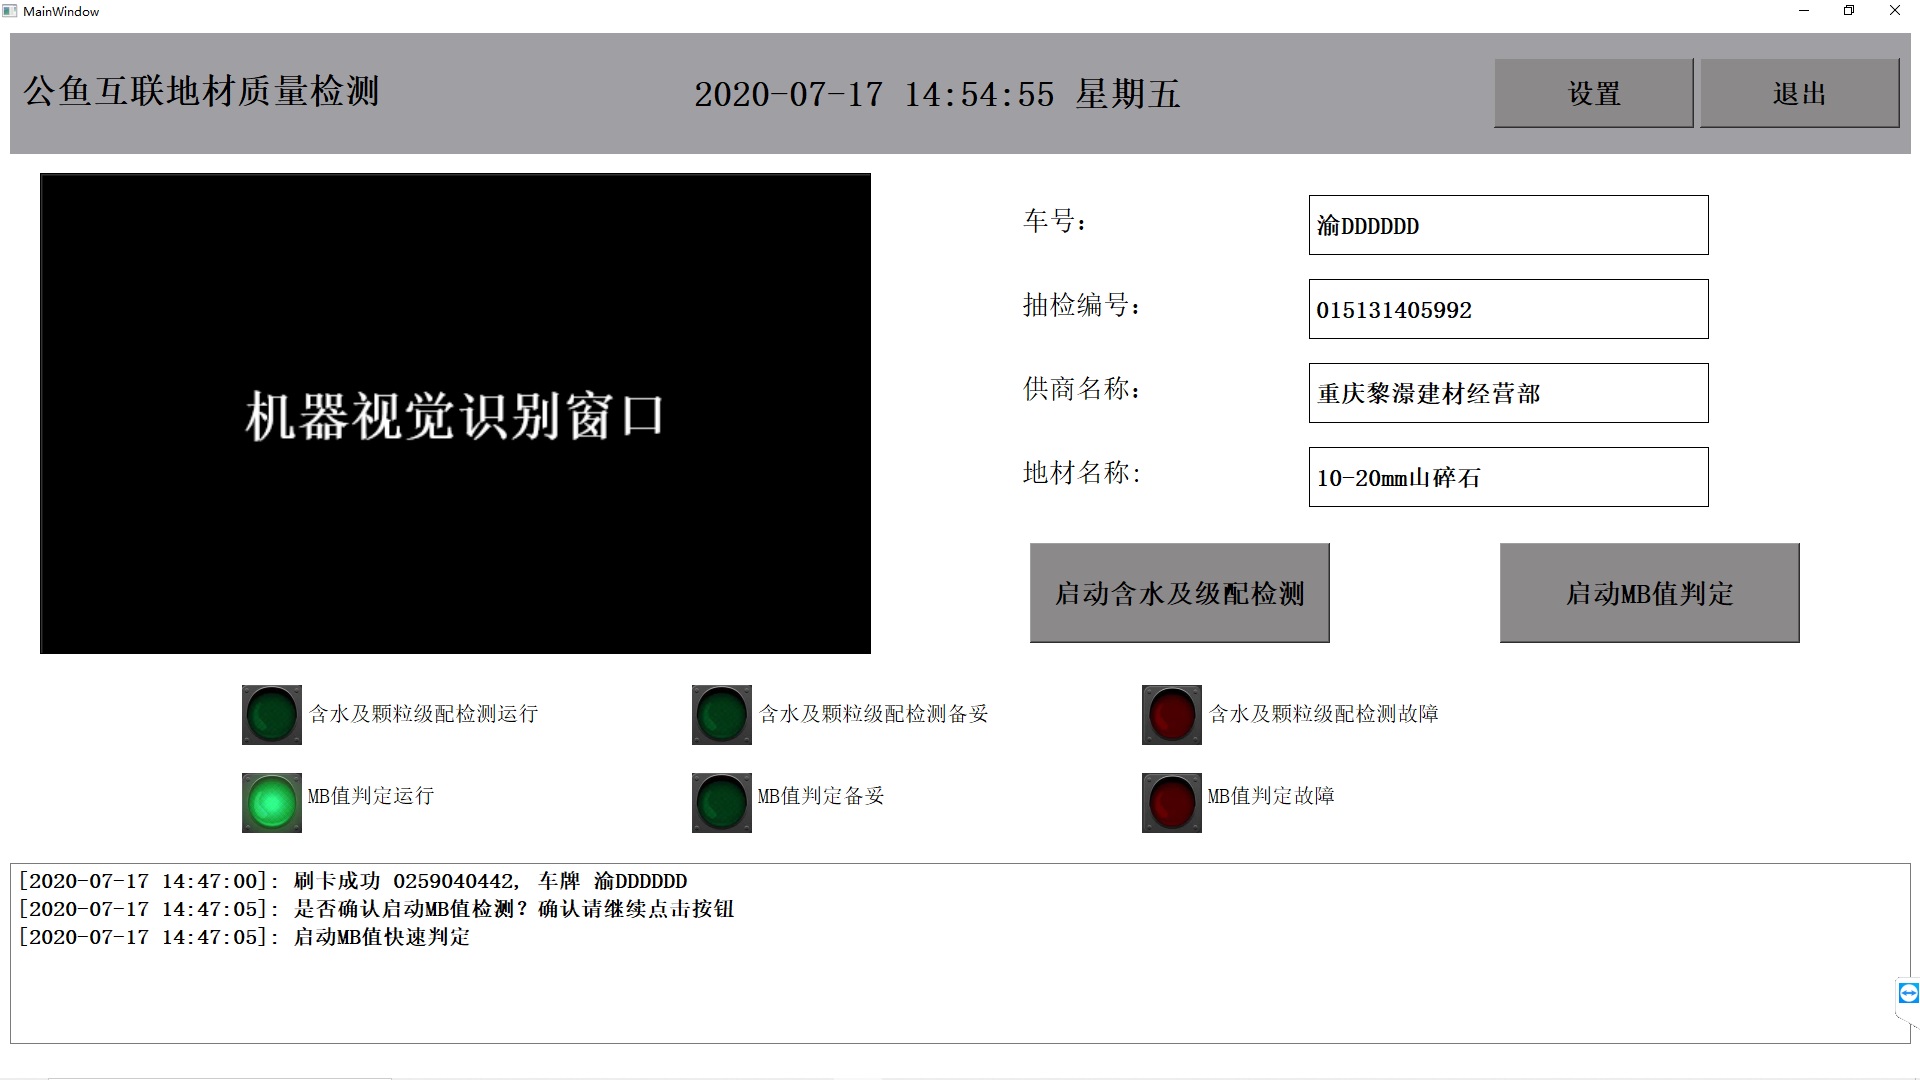 MainWindow
公鱼互联地材质量检测
2020-07-17 14:54:55 星期五
设置
退出
机器视觉识别窗口
车号：
渝DDDDDD
抽检编号：
015131405992
供商名称：
重庆黎澋建材经营部
地材名称:
10-20mm山碎石
启动含水及级配检测
启动MB值判定
含水及颗粒级配检测运行
含水及颗粒级配检测备妥
含水及颗粒级配检测故障
MB值判定运行
MB值判定备妥
MB值判定故障
[2020-07-17 14:47:00]: 刷卡成功 0259040442, 车牌 渝DDDDDD
[2020-07-17 14:47:05]: 是否确认启动MB值检测？确认请继续点击按钮
[2020-07-17 14:47:05]: 启动MB值快速判定